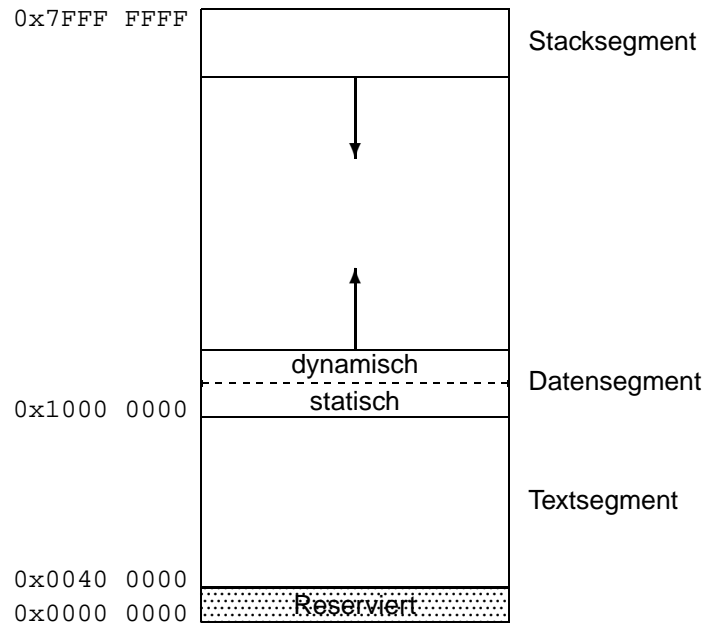 0x7FFF FFFF
Stacksegment
dynamisch
Datensegment
statisch
0x1000 0000
Textsegment
0x0040 0000
Reserviert
0x0000 0000